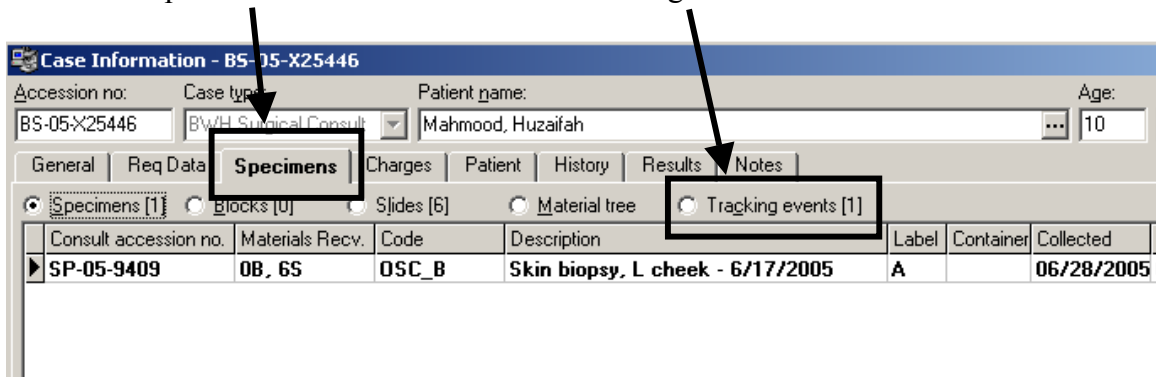 Case Information - BS-05-X25446
Accession no: Case type: Patient name: Age:
BS-05-X25446 BWH Surgical Consult Mahmood, Huzaifah ... 10
General Req Data Specimens Charges Patient History Results Notes
Specimens [1] Blocks [0] Slides [6] Material tree Tracking events [1]
Consult accession no. Materials Recv. Code Description Label Container Collected
SP-05-9409 0B, 6S OSC_B Skin biopsy, L cheek - 6/17/2005 A 06/28/2005